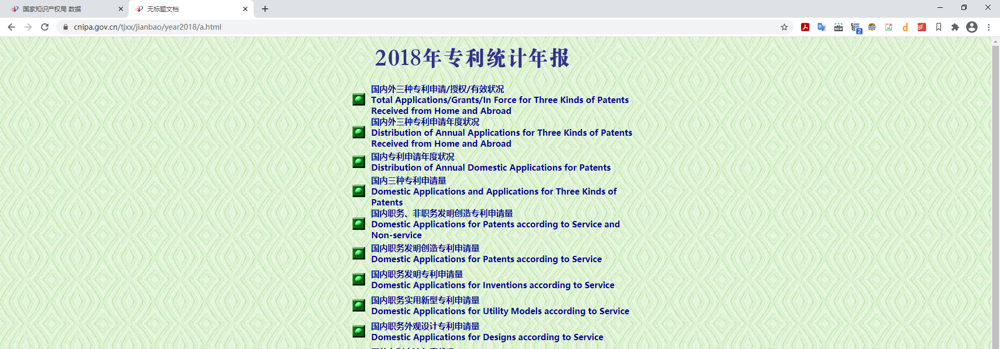 国家知识产权局 数据
无标题文档
cnipa.gov.cn/tjxx/jianbao/year2018/a.html
NEW
2
2018年专利统计年报
国内外三种专利申请/授权/有效状况
Total Applications/Grants/In Force for Three Kinds of Patents
Received from Home and Abroad
国内外三种专利申请年度状况
Distribution of Annual Applications for Three Kinds of Patents
Received from Home and Abroad
国内专利申请年度状况
Distribution of Annual Domestic Applications for Patents
国内三种专利申请量
Domestic Applications and Applications for Three Kinds of
Patents
国内职务、非职务发明创造专利申请量
Domestic Applications for Patents according to Service and
Non-service
国内职务发明创造专利申请量
Domestic Applications for Patents according to Service
国内职务发明专利申请量
Domestic Applications for Inventions according to Service
国内职务实用新型专利申请量
Domestic Applications for Utility Models according to Service
国内职务外观设计专利申请量
Domestic Applications for Designs according to Service